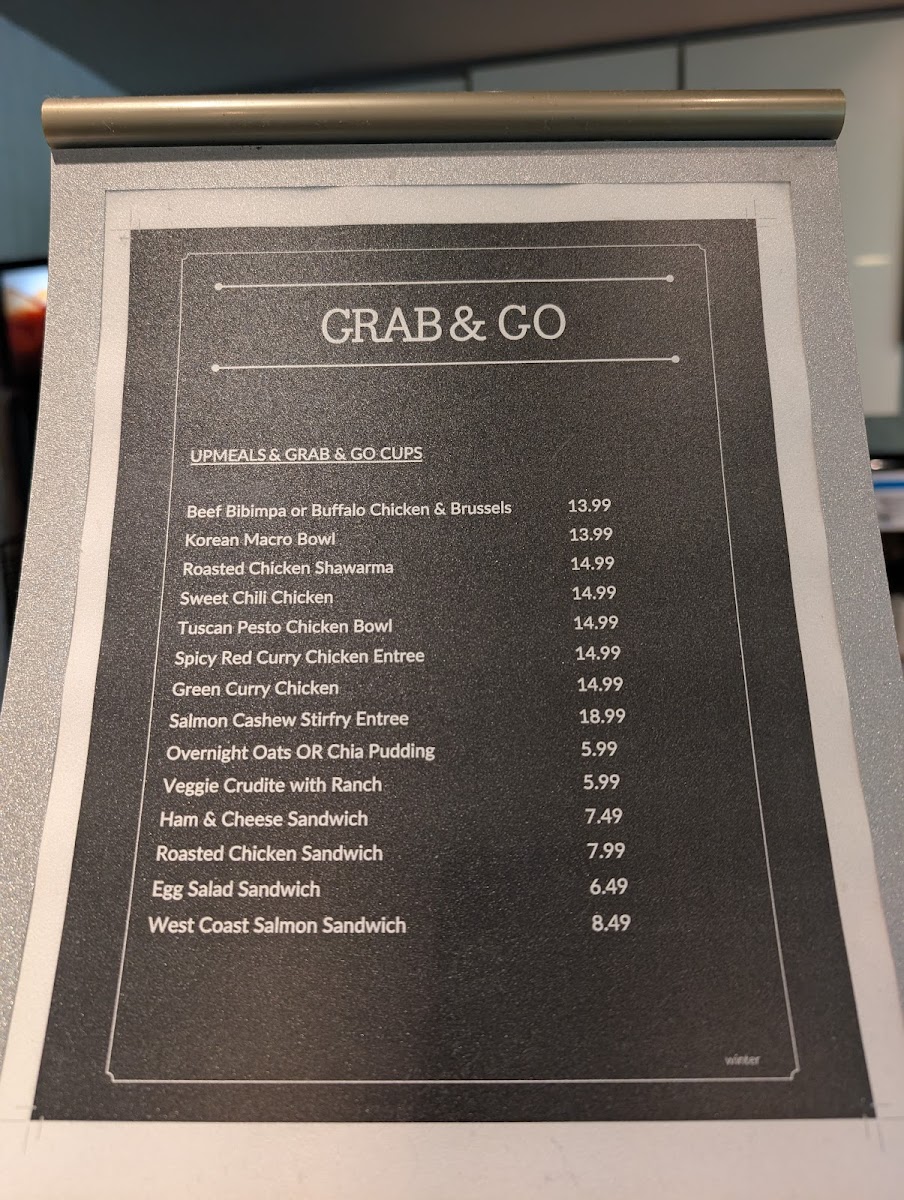 GRAB & GO
UPMEALS & GRAB & GO CUPS
Beef Bibimpa or Buffalo Chicken & Brussels 13.99
Korean Macro Bowl 13.99
Roasted Chicken Shawarma 14.99
Sweet Chili Chicken 14.99
Tuscan Pesto Chicken Bowl 14.99
Spicy Red Curry Chicken Entree 14.99
Green Curry Chicken 14.99
Salmon Cashew Stirfry Entree 18.99
Overnight Oats OR Chia Pudding 5.99
Veggie Crudite with Ranch 5.99
Ham & Cheese Sandwich 7.49
Roasted Chicken Sandwich 7.99
Egg Salad Sandwich 6.49
West Coast Salmon Sandwich 8.49
winter